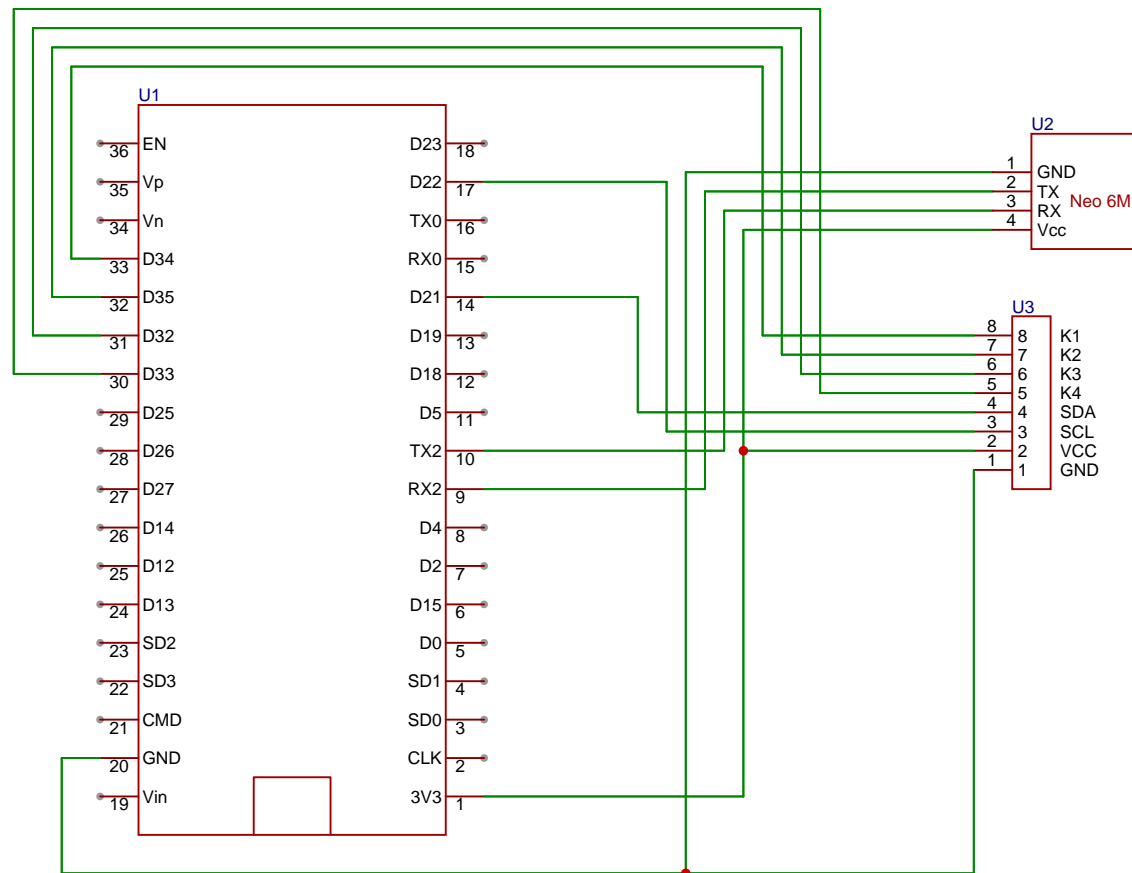 U1
36 EN
35 Vp
34 Vn
33 D34
32 D35
31 D32
30 D33
29 D25
28 D26
27 D27
26 D14
25 D12
24 D13
23 SD2
22 SD3
21 CMD
20 GND
19 Vin
D23 18
D22 17
TX0 16
RX0 15
D21 14
D19 13
D18 12
D5 11
TX2 10
RX2 9
D4 8
D2 7
D15 6
D0 5
SD1 4
SD0 3
CLK 2
3V3 1
U2
1 GND
2 TX
3 RX
4 Vcc
Neo 6M
U3
8 8 K1
7 7 K2
6 6 K3
5 5 K4
4 4 SDA
3 3 SCL
2 2 VCC
1 1 GND